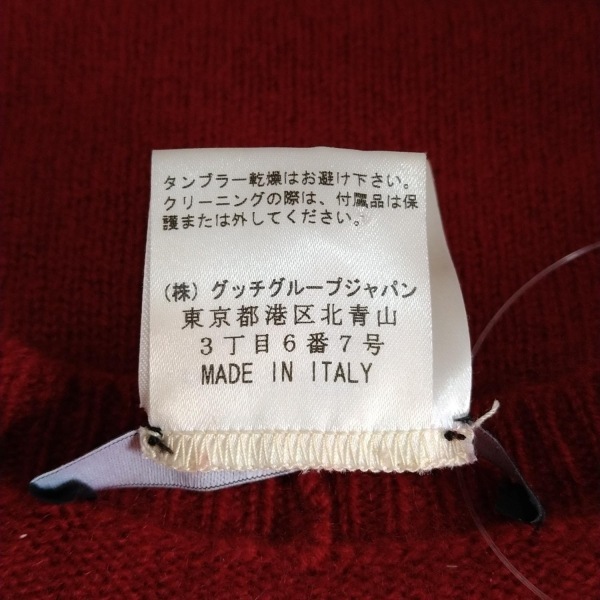 タンブラー乾燥はお避け下さい。
クリーニングの際は、付属品は保
護または外してください。
(株) グッチグループジャパン
東京都港区北青山
3丁目6番7号
MADE IN ITALY